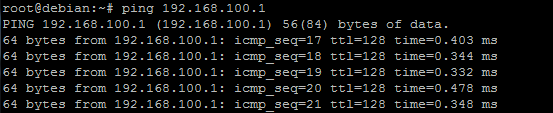 root@debian:~# ping 192.168.100.1
PING 192.168.100.1 (192.168.100.1) 56(84) bytes of data.
64 bytes from 192.168.100.1: icmp_seq=17 ttl=128 time=0.403 ms
64 bytes from 192.168.100.1: icmp_seq=18 ttl=128 time=0.344 ms
64 bytes from 192.168.100.1: icmp_seq=19 ttl=128 time=0.332 ms
64 bytes from 192.168.100.1: icmp_seq=20 ttl=128 time=0.478 ms
64 bytes from 192.168.100.1: icmp_seq=21 ttl=128 time=0.348 ms